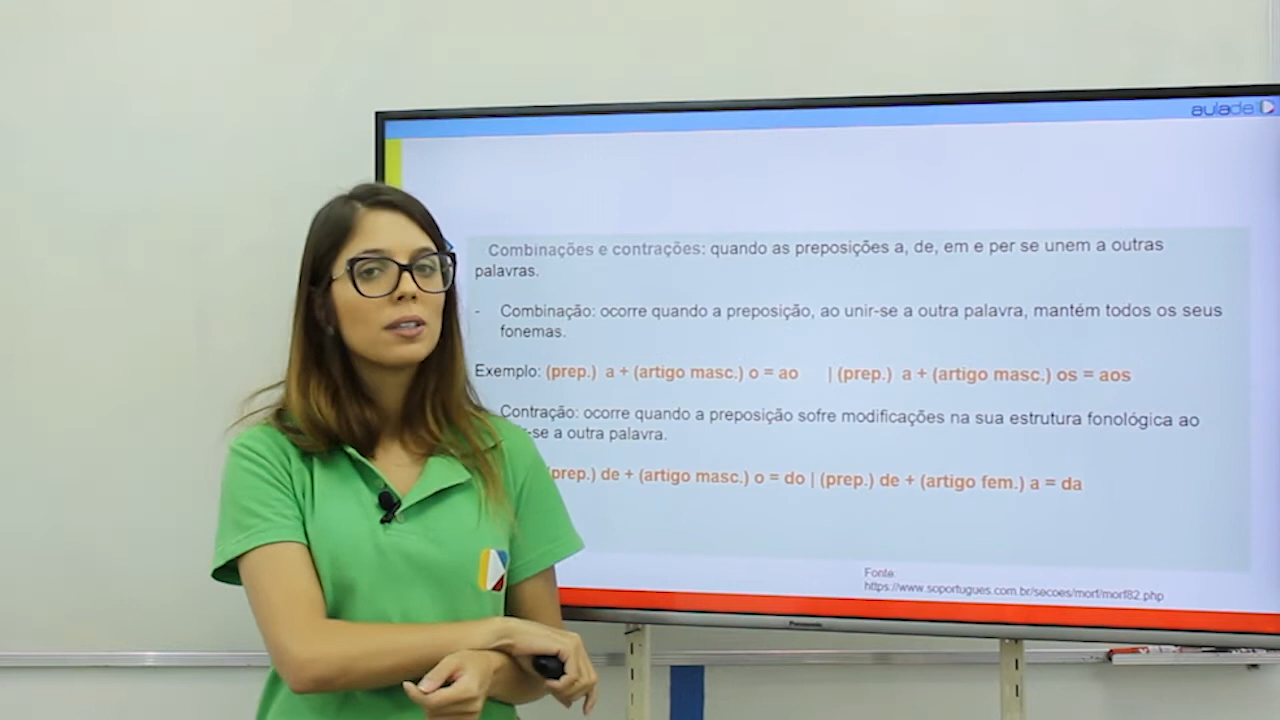 auladeD
Combinações e contrações: quando as preposições a, de, em e per se unem a outras
palavras.
- Combinação: ocorre quando a preposição, ao unir-se a outra palavra, mantém todos os seus
fonemas.
Exemplo: (prep.) a + (artigo masc.) o = ao | (prep.) a + (artigo masc.) os = aos
Contração: ocorre quando a preposição sofre modificações na sua estrutura fonológica ao
-se a outra palavra.
prep.) de + (artigo masc.) o = do | (prep.) de + (artigo fem.) a = da
Fonte:
https://www.soportugues.com.br/secoes/morf/morf82.php
Panasonic